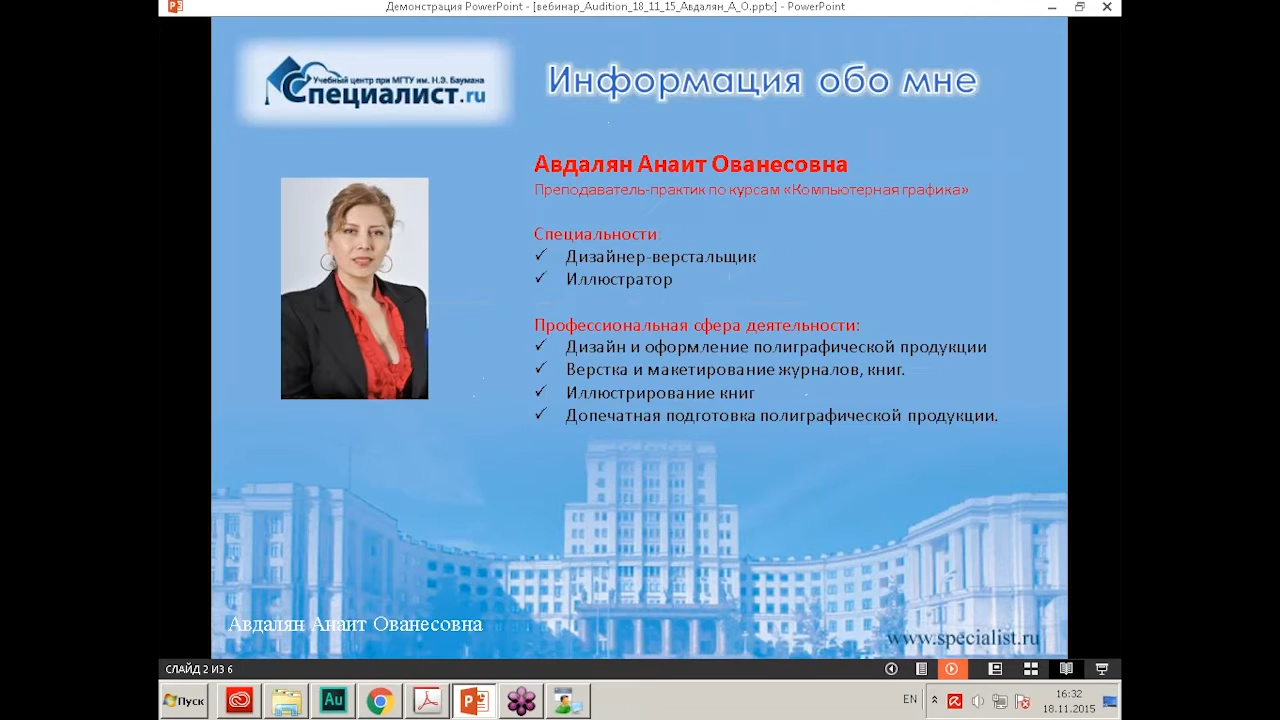 Демонстрация PowerPoint - [вебинар_Audition_18_11_15_Авдалян_А_О.pptx] - PowerPoint
Учебный центр при МГТУ им. Н.Э. Баумана
Специалист.ru
Информация обо мне
Авдалян Анаит Ованесовна
Преподаватель-практик по курсам «Компьютерная графика»
Специальности:
✓ Дизайнер-верстальщик
✓ Иллюстратор
Профессиональная сфера деятельности:
✓ Дизайн и оформление полиграфической продукции
✓ Верстка и макетирование журналов, книг.
✓ Иллюстрирование книг
✓ Допечатная подготовка полиграфической продукции.
Авдалян Анаит Ованесовна
www.specialist.ru
СЛАЙД 2 ИЗ 6
Пуск
Au
EN
16:32
18.11.2015